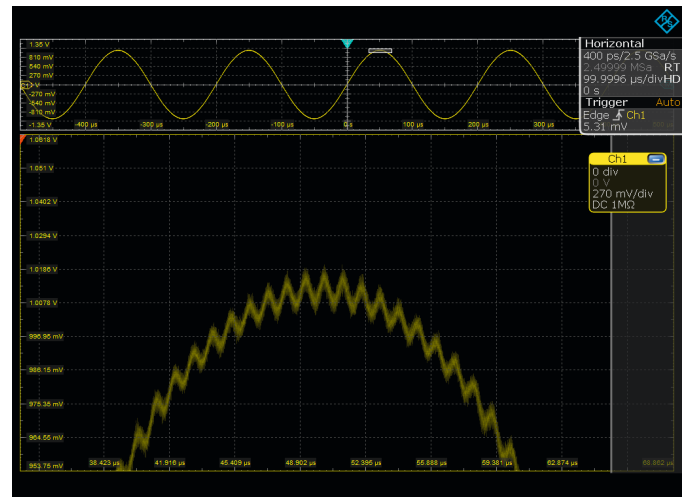 R&S
Horizontal
400 ps/2.5 GSa/s
2.49999 MSa RT
99.9996 µs/div HD
0 s
Trigger Auto
Edge Ch1
5.31 mV
1.35 V
810 mV
540 mV
270 mV
-270 mV
-540 mV
-810 mV
-1.35 V
-400 µs
-300 µs
-200 µs
-100 µs
0 s
100 µs
200 µs
300 µs
Ch1
0 div
0 V
270 mV/div
DC 1MΩ
1.0618 V
1.051 V
1.0402 V
1.0294 V
1.0186 V
1.0078 V
996.95 mV
986.15 mV
975.35 mV
964.55 mV
953.75 mV
38.423 µs
41.916 µs
45.409 µs
48.902 µs
52.395 µs
55.888 µs
59.381 µs
62.874 µs